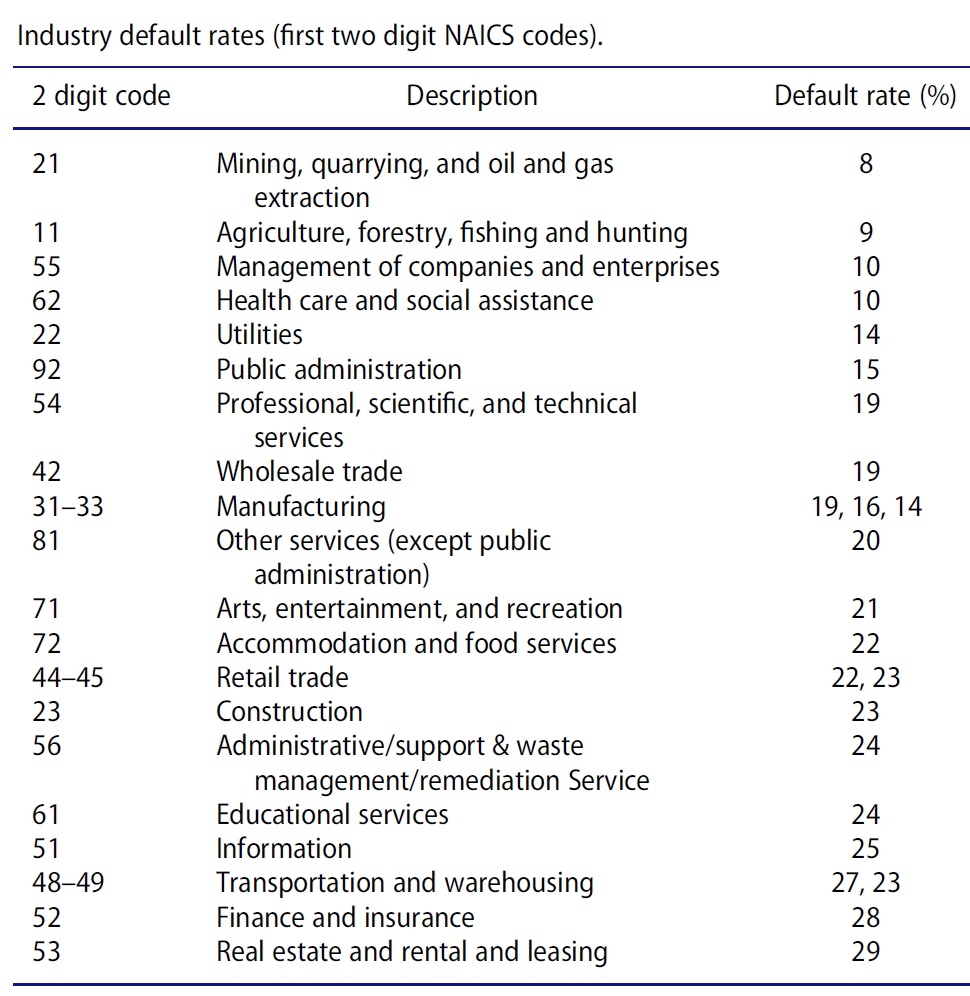 Industry default rates (first two digit NAICS codes).
2 digit code Description Default rate (%)
21 Mining, quarrying, and oil and gas 8
extraction
11 Agriculture, forestry, fishing and hunting 9
55 Management of companies and enterprises 10
62 Health care and social assistance 10
22 Utilities 14
92 Public administration 15
54 Professional, scientific, and technical 19
services
42 Wholesale trade 19
31–33 Manufacturing 19, 16, 14
81 Other services (except public 20
administration)
71 Arts, entertainment, and recreation 21
72 Accommodation and food services 22
44–45 Retail trade 22, 23
23 Construction 23
56 Administrative/support & waste 24
management/remediation Service
61 Educational services 24
51 Information 25
48–49 Transportation and warehousing 27, 23
52 Finance and insurance 28
53 Real estate and rental and leasing 29